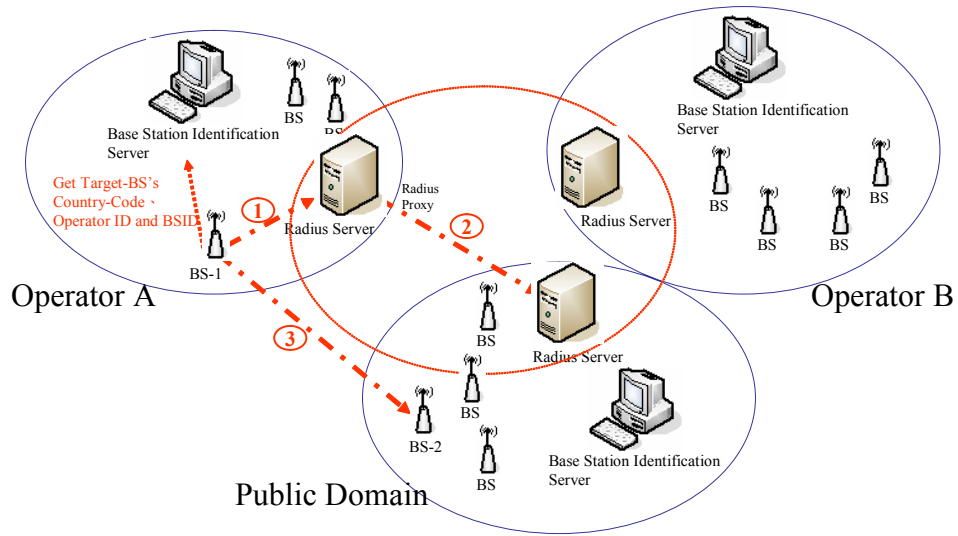 BS
BS
Base Station Identification
Server
Get Target-BS's
Country-Code、
Operator ID and BSID
1
Radius
Proxy
Radius Server
2
BS-1
Operator A
3
Base Station Identification
Server
BS
BS
BS
BS
Radius Server
Operator B
BS
Radius Server
BS
BS-2
BS
Base Station Identification
Server
Public Domain